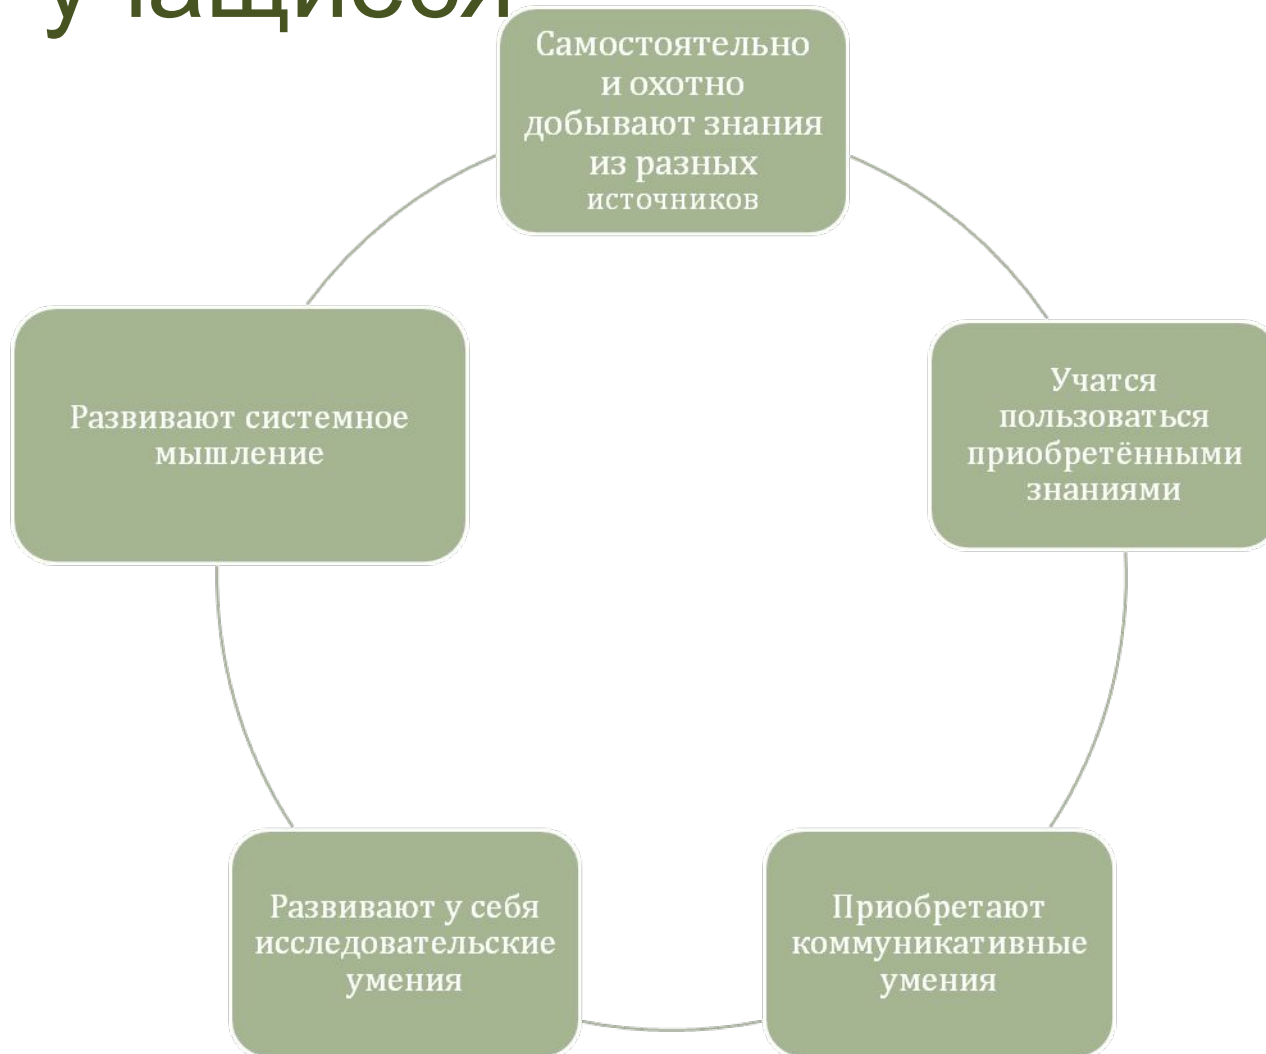 учащиеся
Самостоятельно
и охотно
добывают знания
из разных
источников
Учатся
пользоваться
приобретёнными
знаниями
Приобретают
коммуникативные
умения
Развивают у себя
исследовательские
умения
Развивают системное
мышление